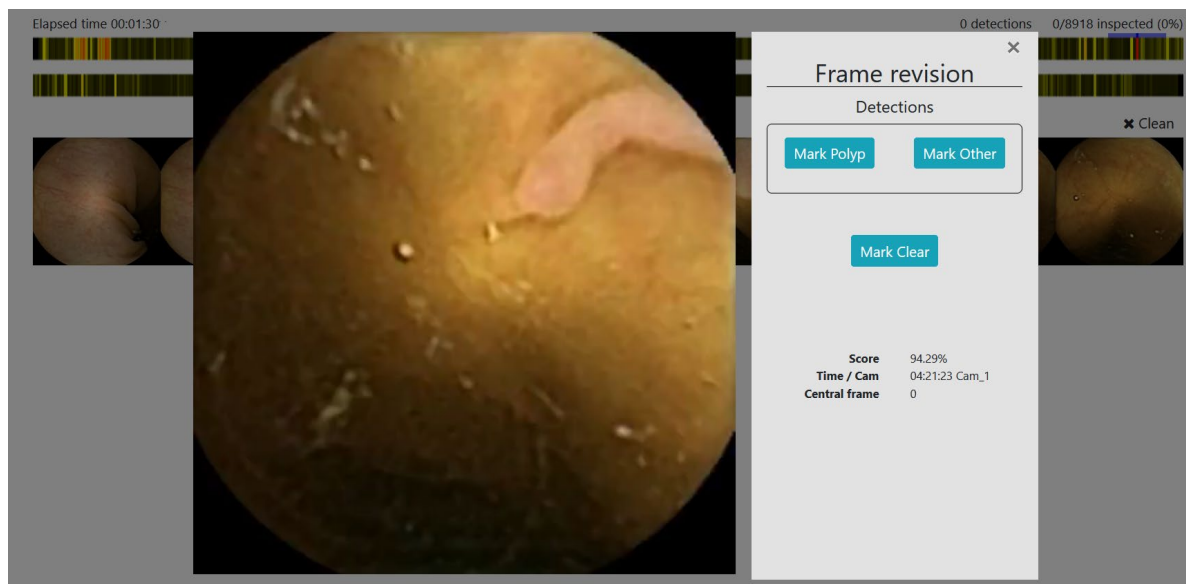 Elapsed time 00:01:30
0 detections 0/8918 inspected (0%)
×
Frame revision
Detections
Mark Polyp Mark Other
✖ Clean
Mark Clear
Score 94.29%
Time / Cam 04:21:23 Cam_1
Central frame 0